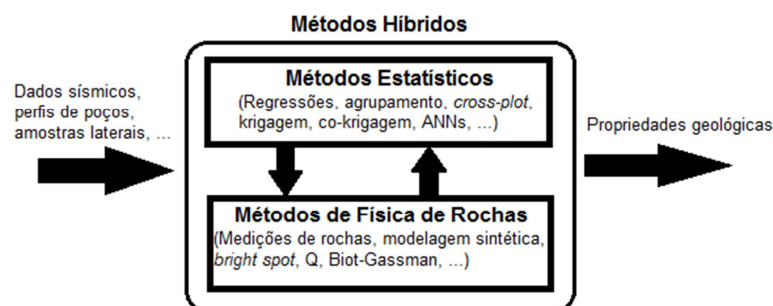 Métodos Híbridos
Dados sísmicos,
perfis de poços,
amostras laterais, ...
Métodos Estatísticos
(Regressões, agrupamento, cross-plot,
krigagem, co-krigagem, ANNs, ...)
Métodos de Física de Rochas
(Medições de rochas, modelagem sintética,
bright spot, Q, Biot-Gassman, ...)
Propriedades geológicas